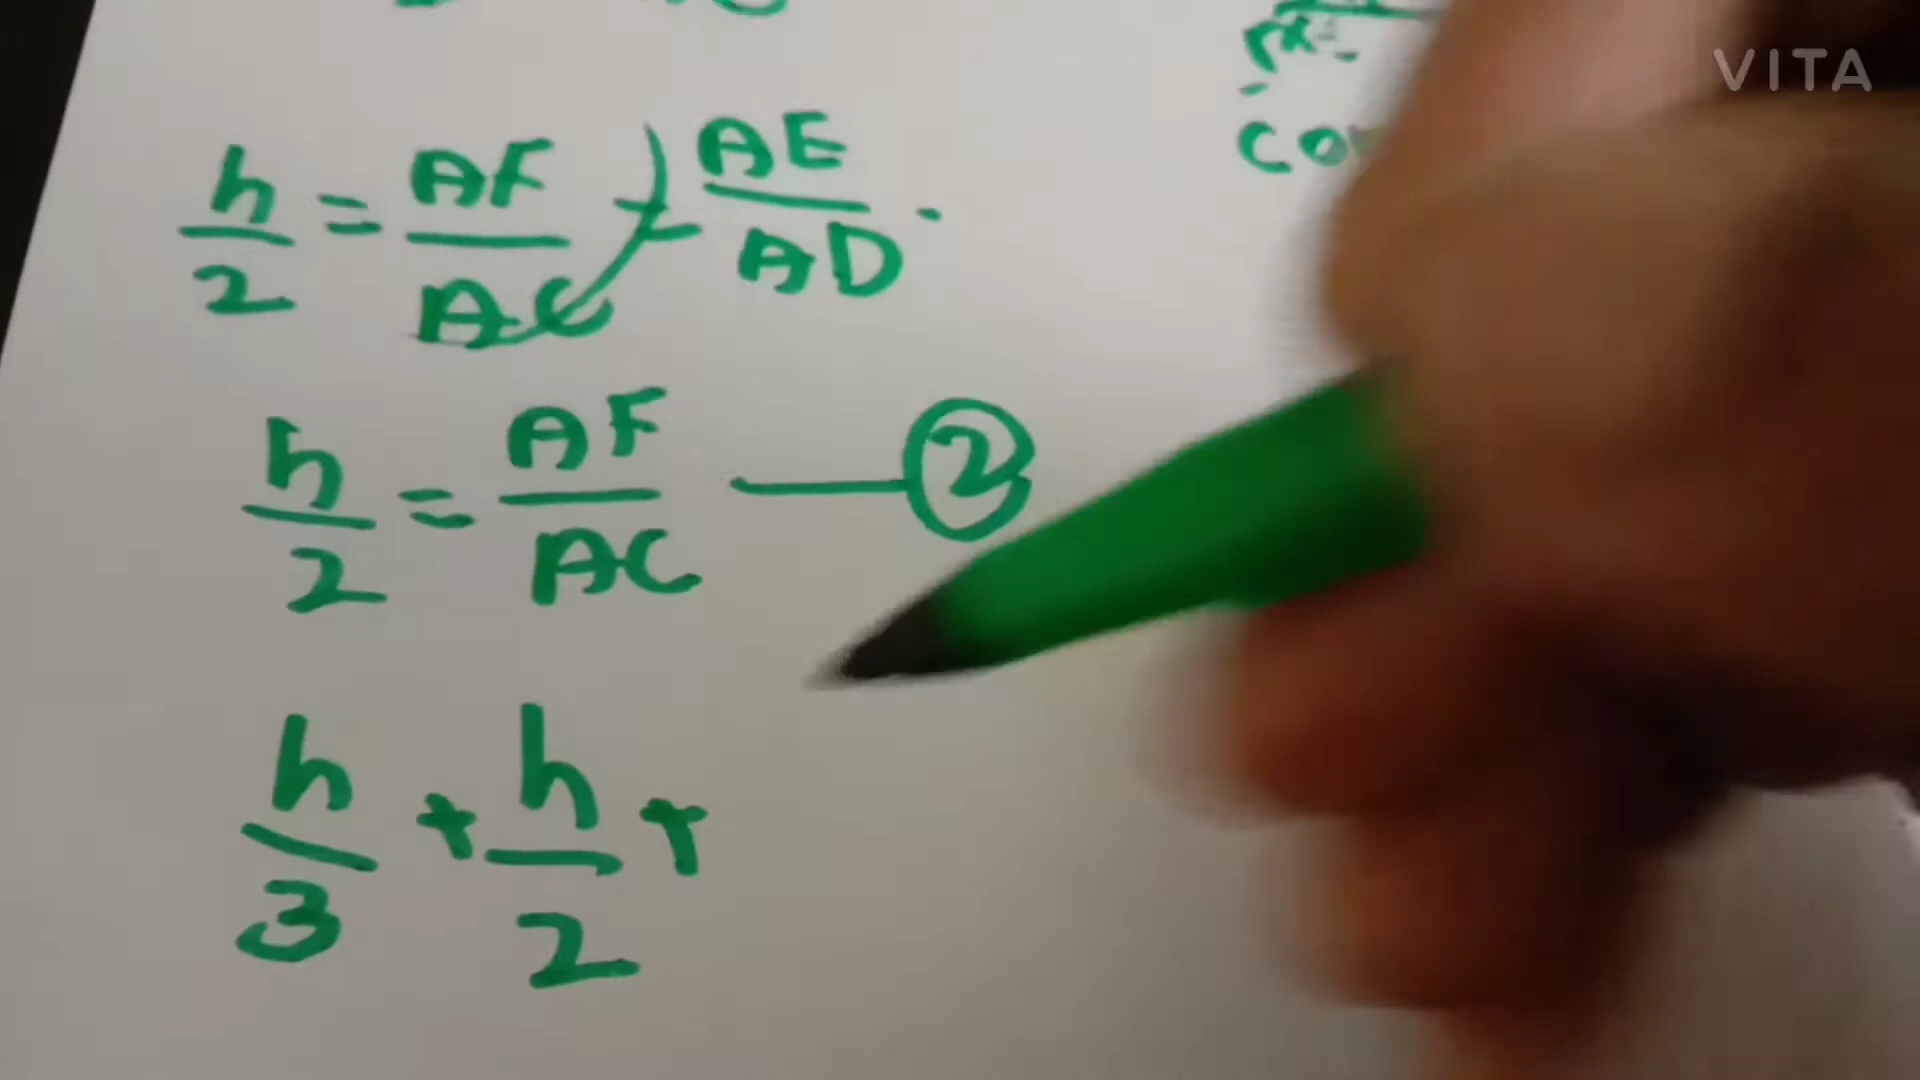 VITA
h/2 = AF/AC = AE/AD .
h/2 = AF/AC — 2
h/3 + h/2 +